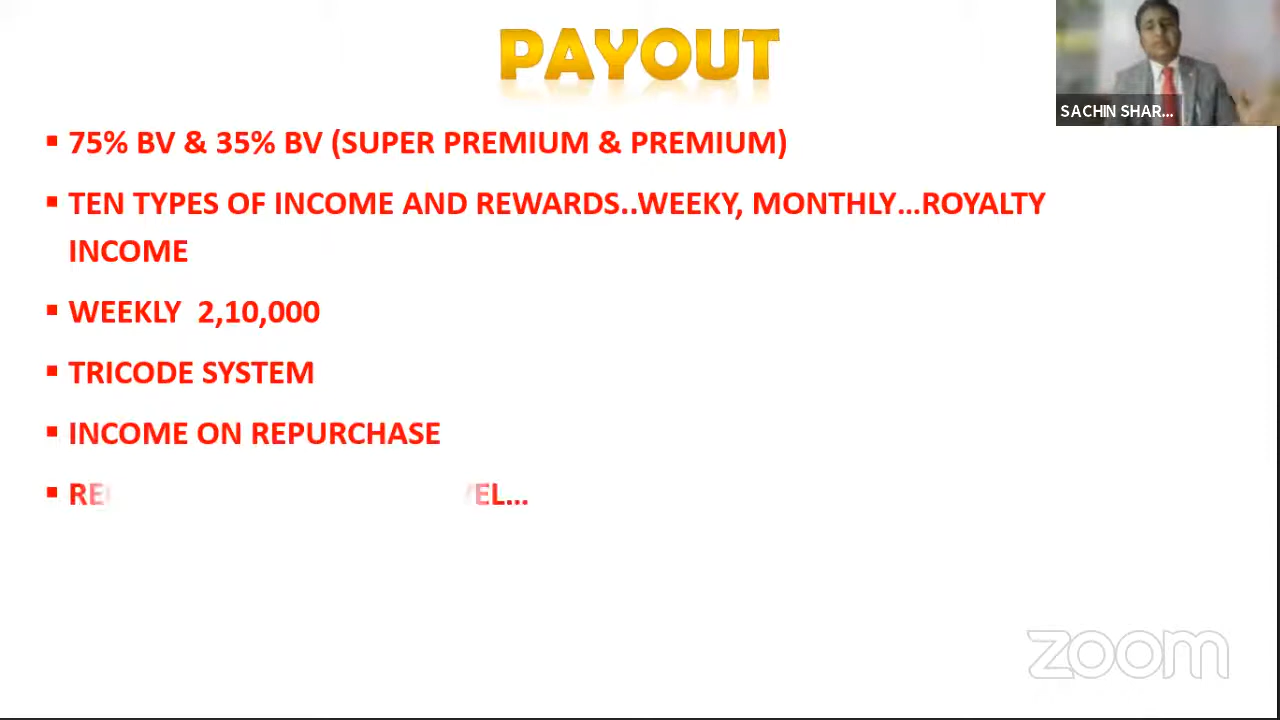 PAYOUT
SACHIN SHAR...
▪ 75% BV & 35% BV (SUPER PREMIUM & PREMIUM)
▪ TEN TYPES OF INCOME AND REWARDS..WEEKY, MONTHLY...ROYALTY
INCOME
▪ WEEKLY 2,10,000
▪ TRICODE SYSTEM
▪ INCOME ON REPURCHASE
zoom